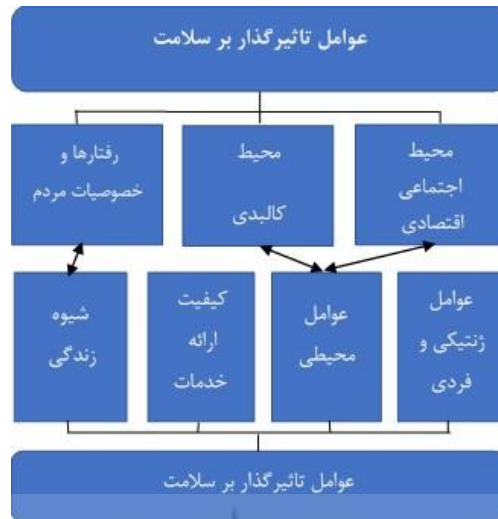 عوامل تاثیرگذار بر سلامت
محیط
اجتماعی
اقتصادی
محیط
کالبدی
رفتارها و
خصوصیات مردم
عوامل
ژنتیکی و
فردی
عوامل
محیطی
کیفیت
ارائه
خدمات
شیوه
زندگی
عوامل تاثیرگذار بر سلامت